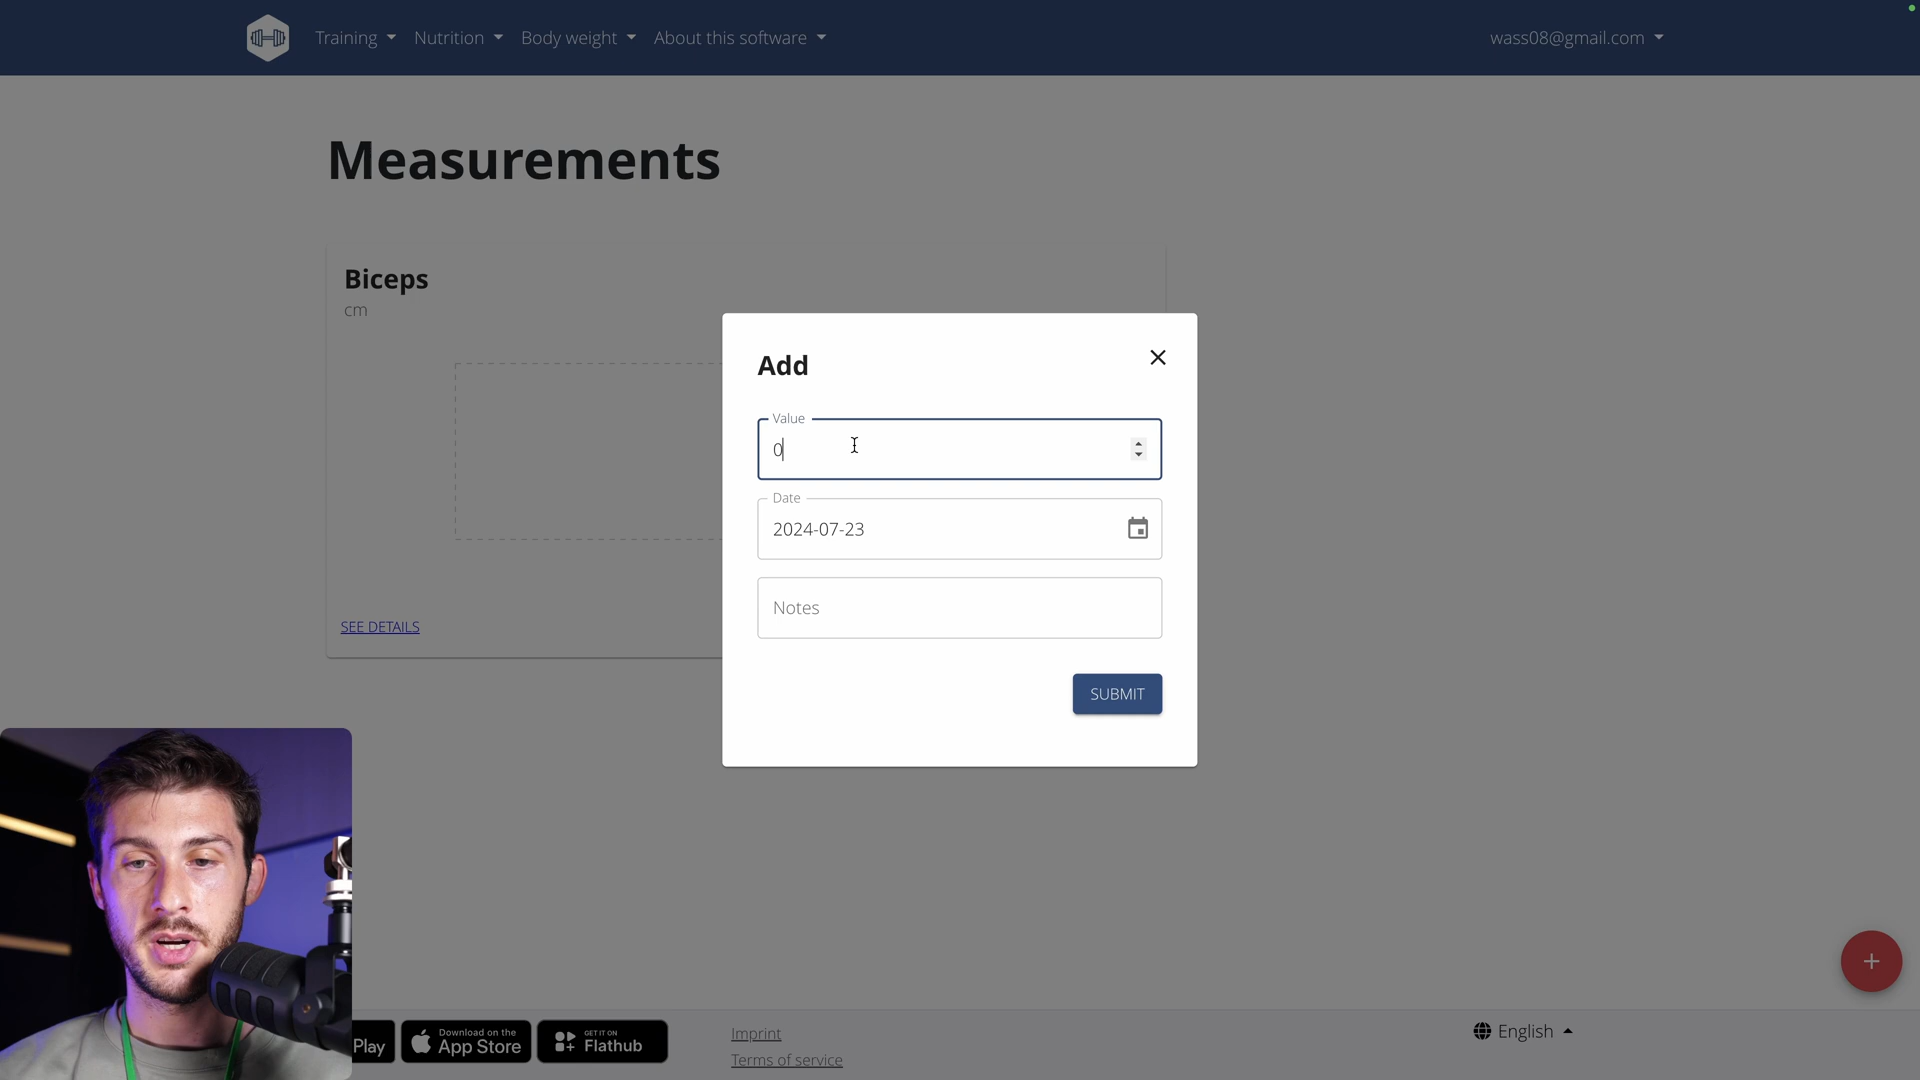 Training
Nutrition
Body weight
About this software
wass08@gmail.com
Measurements
Biceps
cm
SEE DETAILS
Add
Value
0
Date
2024-07-23
Notes
SUBMIT
Play
Download on the
App Store
GET IT ON
Flathub
Imprint
Terms of service
English